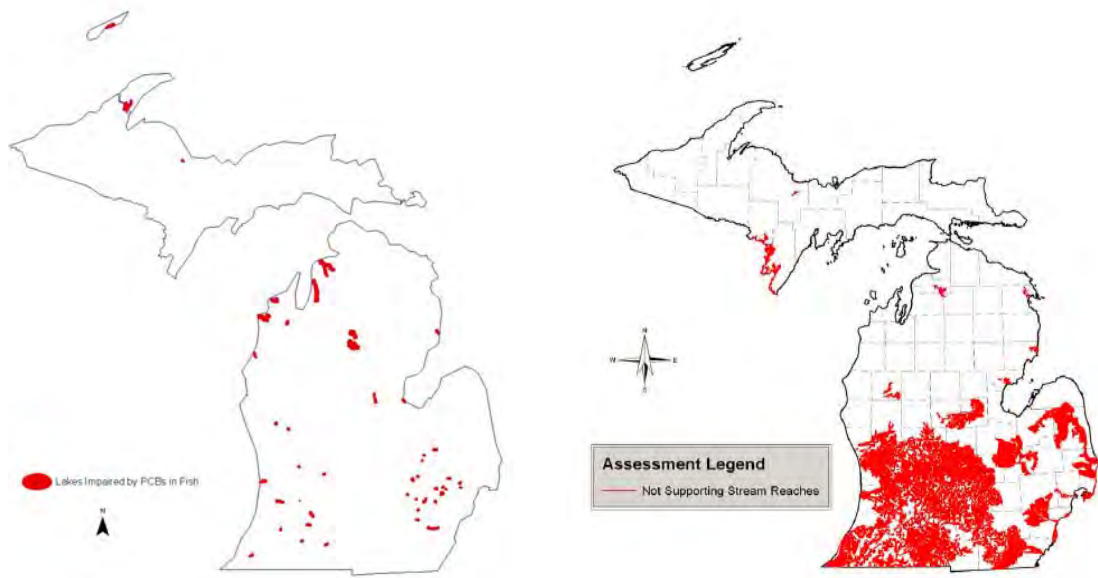 Lakes Impaired by PCBs in Fish
N
N
W E
S
Assessment Legend
Not Supporting Stream Reaches